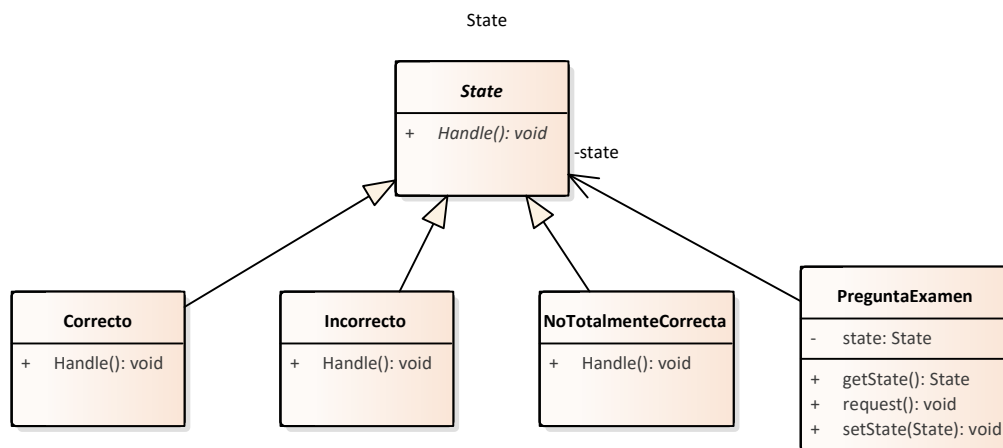 State
State
+ Handle(): void
-state
Correcto
+ Handle(): void
Incorrecto
+ Handle(): void
NoTotalmenteCorrecta
+ Handle(): void
PreguntaExamen
- state: State
+ getState(): State
+ request(): void
+ setState(State): void